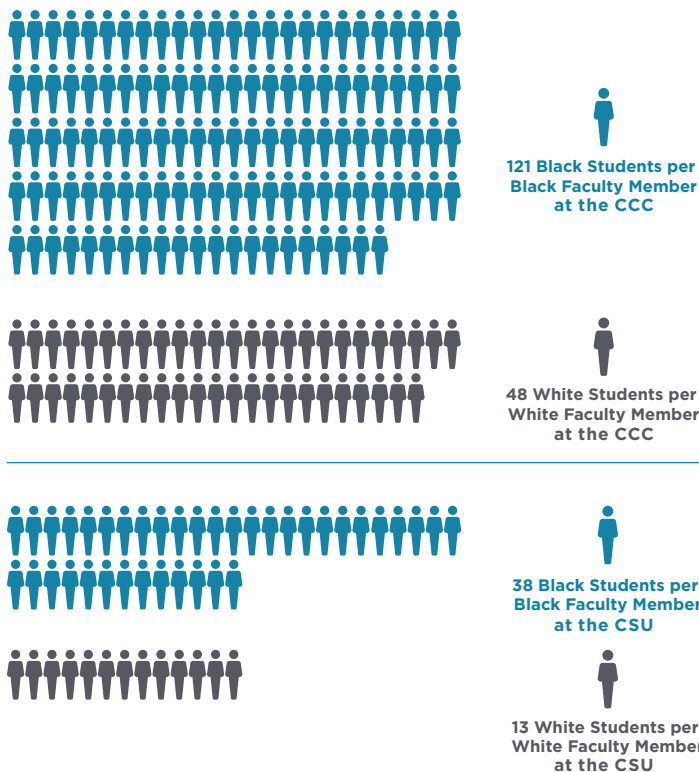 121 Black Students per
Black Faculty Member
at the CCC
48 White Students per
White Faculty Member
at the CCC
38 Black Students per
Black Faculty Member
at the CSU
13 White Students per
White Faculty Member
at the CSU